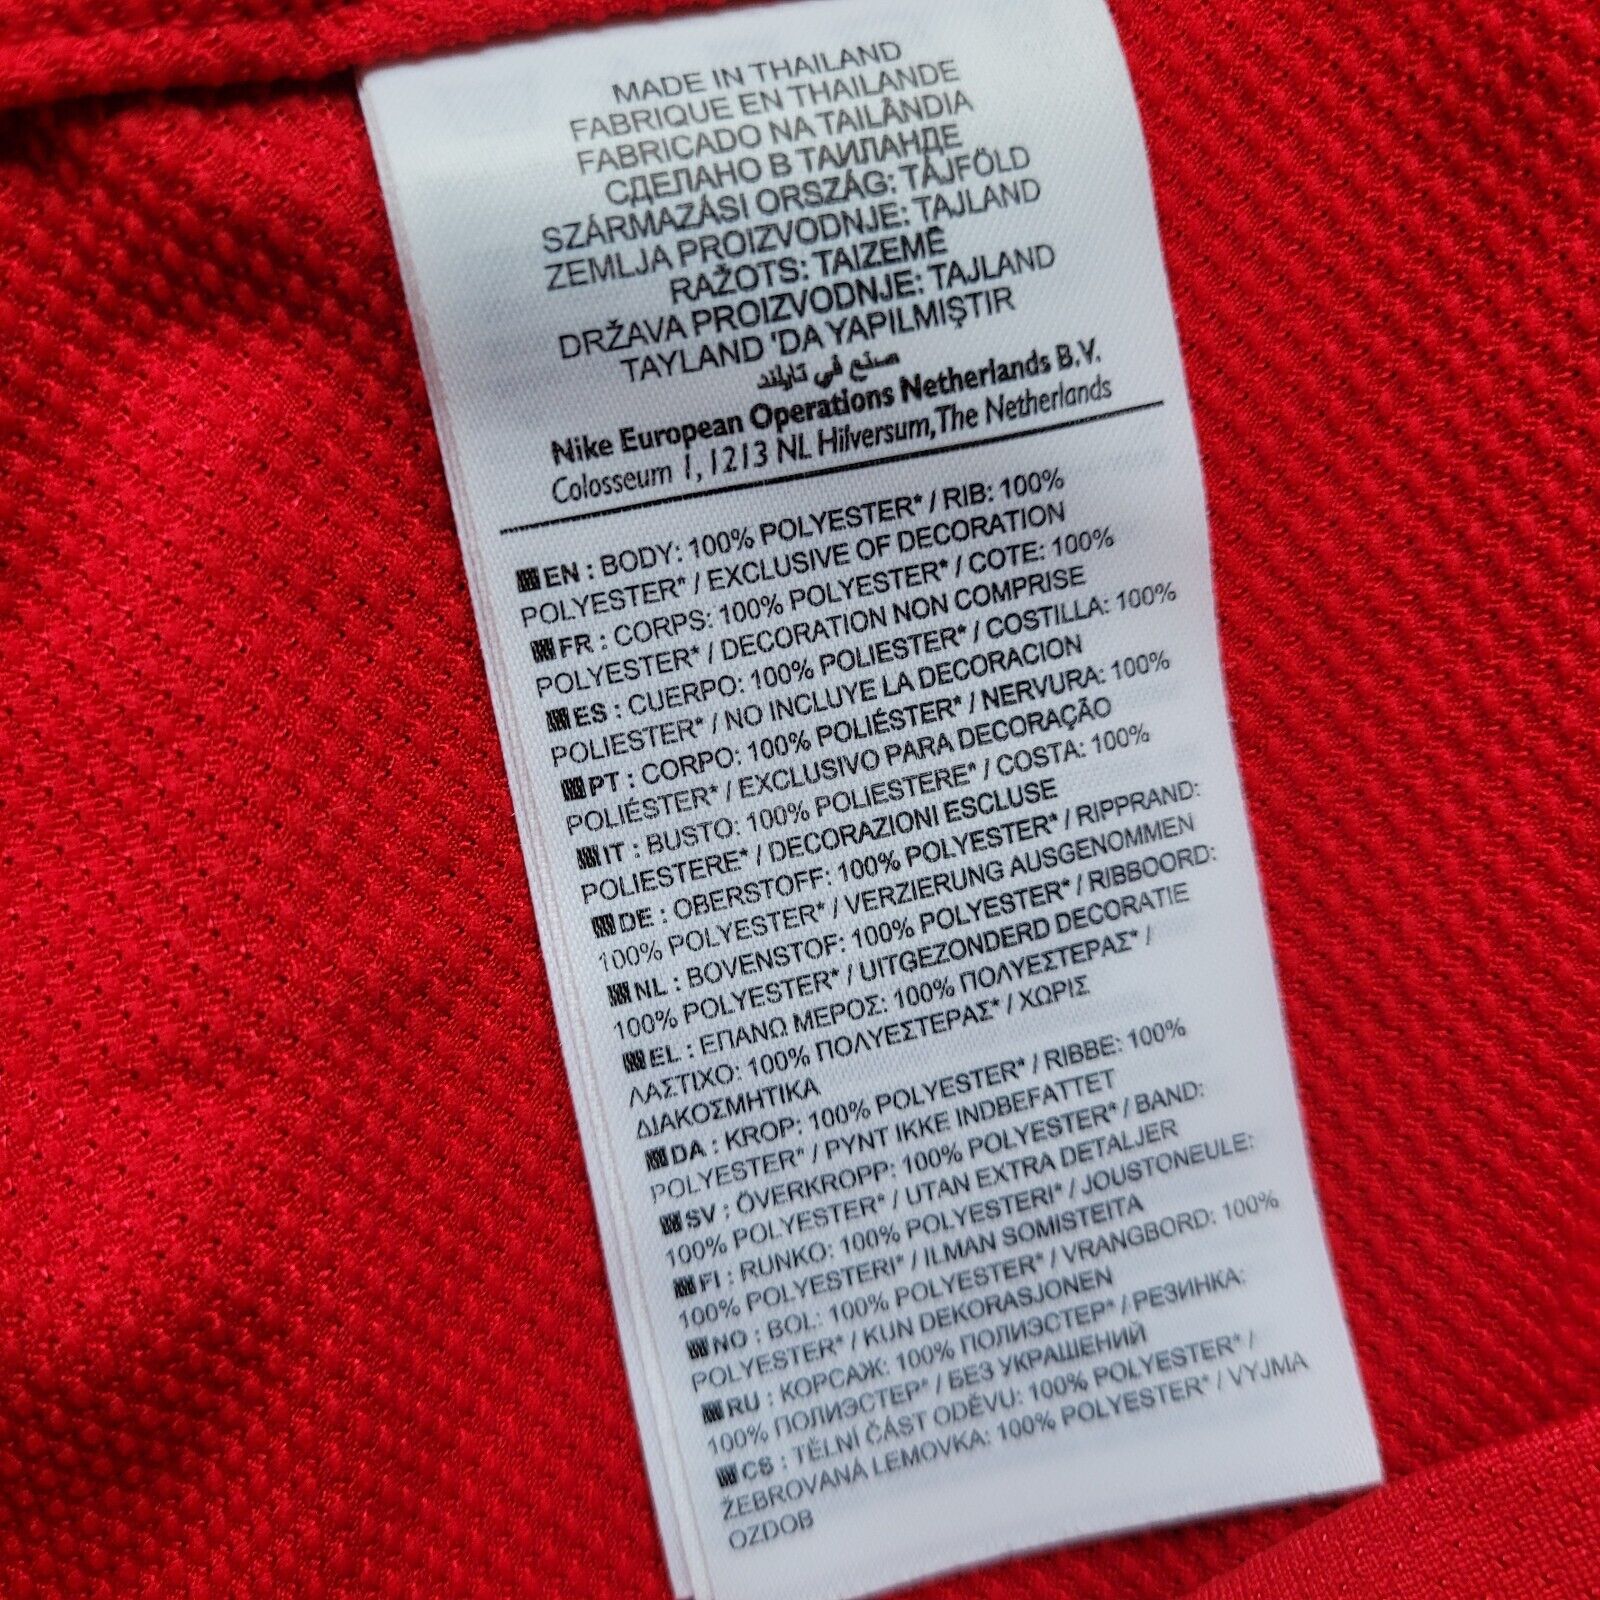 MADE IN THAILAND
FABRIQUE EN THAILANDE
FABRICADO NA TAILÂNDIA
СДЕЛАНО В ТАИЛАНДЕ
SZÁRMAZÁSI ORSZÁG: TÁJFÖLD
ZEMLJA PROIZVODNJE: TAJLAND
RAŽOTS: TAIZEMĒ
DRŽAVA PROIZVODNJE: TAJLAND
TAYLAND 'DA YAPILMIŞTIR
صنع في تايلند
Nike European Operations Netherlands B.V.
Colosseum 1, 1213 NL Hilversum, The Netherlands
EN : BODY: 100% POLYESTER* / RIB: 100%
POLYESTER* / EXCLUSIVE OF DECORATION
FR : CORPS: 100% POLYESTER* / COTE: 100%
POLYESTER* / DECORATION NON COMPRISE
ES : CUERPO: 100% POLIESTER* / COSTILLA: 100%
POLIESTER* / NO INCLUYE LA DECORACION
PT : CORPO: 100% POLIÉSTER* / NERVURA: 100%
POLIÉSTER* / EXCLUSIVO PARA DECORAÇÃO
IT : BUSTO: 100% POLIESTERE* / COSTA: 100%
POLIESTERE* / DECORAZIONI ESCLUSE
DE : OBERSTOFF: 100% POLYESTER* / RIPPRAND:
100% POLYESTER* / VERZIERUNG AUSGENOMMEN
NL : BOVENSTOF: 100% POLYESTER* / RIBBOORD:
100% POLYESTER* / UITGEZONDERD DECORATIE
EL : ΕΠΑΝΩ ΜΕΡΟΣ: 100% ΠΟΛΥΕΣΤΕΡΑΣ* /
ΛΑΣΤΙΧΟ: 100% ΠΟΛΥΕΣΤΕΡΑΣ* / ΧΩΡΙΣ
ΔΙΑΚΟΣΜΗΤΙΚΑ
DA : KROP: 100% POLYESTER* / RIBBE: 100%
POLYESTER* / PYNT IKKE INDBEFATTET
SV : ÖVERKROPP: 100% POLYESTER* / BAND:
100% POLYESTER* / UTAN EXTRA DETALJER
FI : RUNKO: 100% POLYESTERI* / JOUSTONEULE:
100% POLYESTERI* / ILMAN SOMISTEITA
NO : BOL: 100% POLYESTER* / VRANGBORD: 100%
POLYESTER* / KUN DEKORASJONEN
RU : КОРСАЖ: 100% ПОЛИЭСТЕР* / РЕЗИНКА:
100% ПОЛИЭСТЕР* / БЕЗ УКРАШЕНИЙ
CS : TĚLNÍ ČÁST ODĚVU: 100% POLYESTER* /
ŽEBROVANÁ LEMOVKA: 100% POLYESTER* / VYJMA
OZDOB